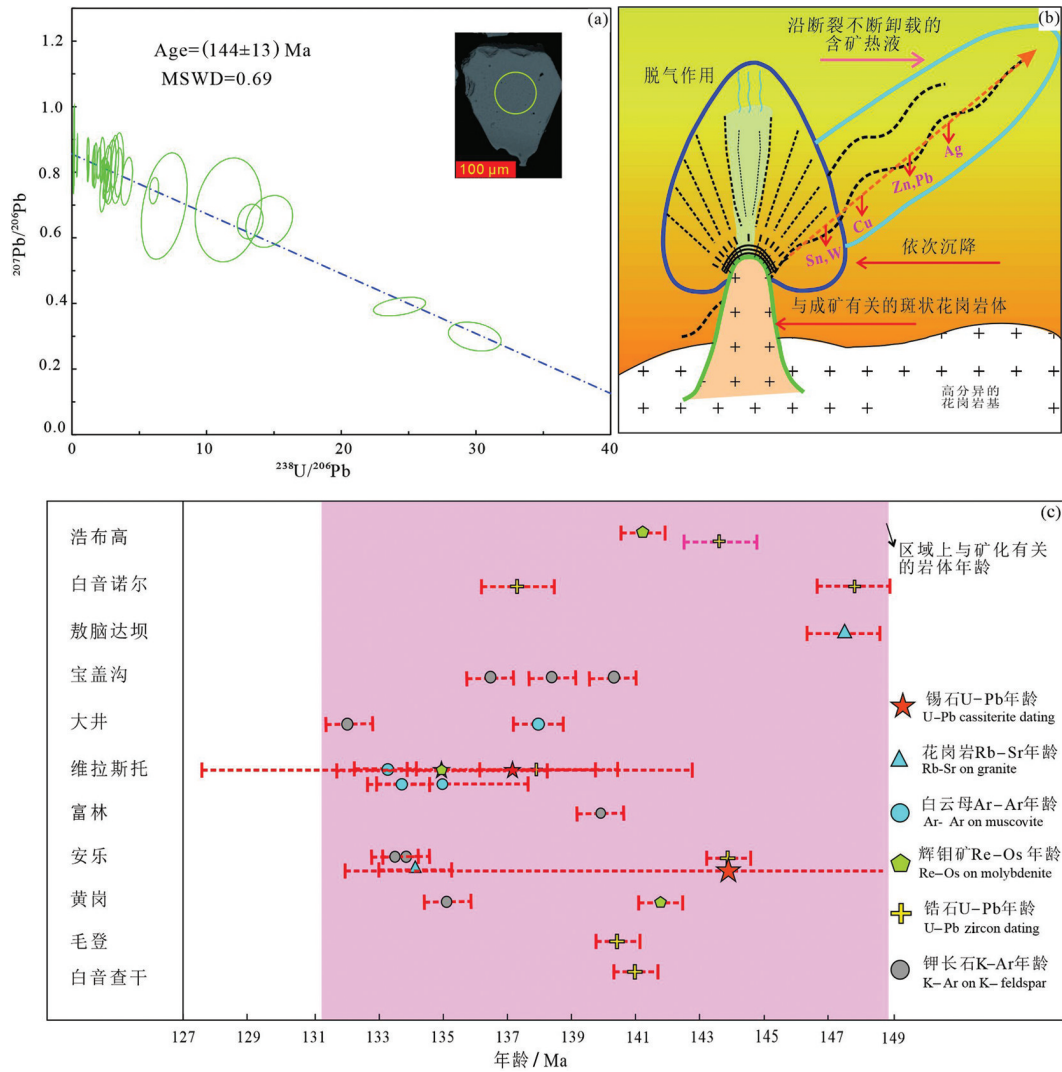 (a)
1.2
1.0
0.8
0.6
0.4
0.2
0.0
²⁰⁷Pb/²⁰⁶Pb
Age=(144±13) Ma
MSWD=0.69
100 μm
0
10
20
30
40
²³⁸U/²⁰⁶Pb
(b)
沿断裂不断卸载的
含矿热液
脱气作用
Ag
Zn,Pb
Cu
Sn,W
依次沉降
与成矿有关的斑状花岗岩体
高分异的
花岗岩基
(c)
浩布高
白音诺尔
敖脑达坝
宝盖沟
大井
维拉斯托
富林
安乐
黄岗
毛登
白音查干
区域上与矿化有关
的岩体年龄
锡石U-Pb年龄
U-Pb cassiterite dating
花岗岩Rb-Sr年龄
Rb-Sr on granite
白云母Ar-Ar年龄
Ar- Ar on muscovite
辉钼矿Re-Os 年龄
Re-Os on molybdenite
锆石U-Pb年龄
U-Pb zircon dating
钾长石K-Ar年龄
K-Ar on K- feldspar
127
133
135
137
139
141
143
145
147
149
年龄 / Ma